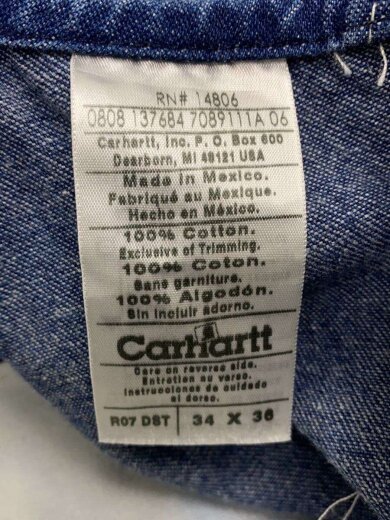 RN# 14806
0808 137684 7089111A 06
Carhartt, Inc. P. O. Box 600
Dearborn, MI 48121 USA
Made in Mexico.
Fabriqué au Mexique.
Hecho en México.
100% Cotton.
Exclusive of Trimming.
100% Coton.
Sans garniture.
100% Algodón.
Sin incluir adorno.
Carhartt
Care on reverse side.
Entretien au verso.
Instrucciones de cuidado
al dorso.
R07 DST 34 X 36